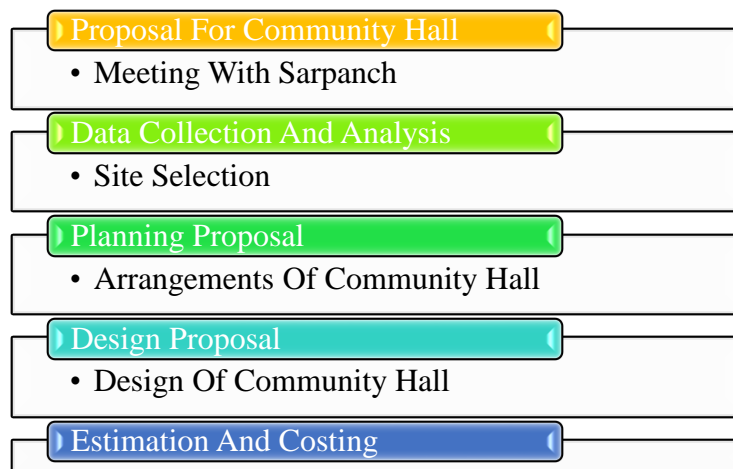 Proposal For Community Hall
• Meeting With Sarpanch
Data Collection And Analysis
• Site Selection
Planning Proposal
• Arrangements Of Community Hall
Design Proposal
• Design Of Community Hall
Estimation And Costing